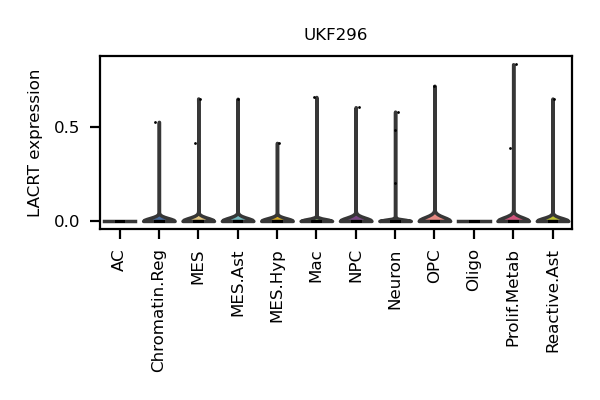 UKF296
LACRT expression
0.5
0.0
AC
Chromatin.Reg
MES
MES.Ast
MES.Hyp
Mac
NPC
Neuron
OPC
Oligo
Prolif.Metab
Reactive.Ast